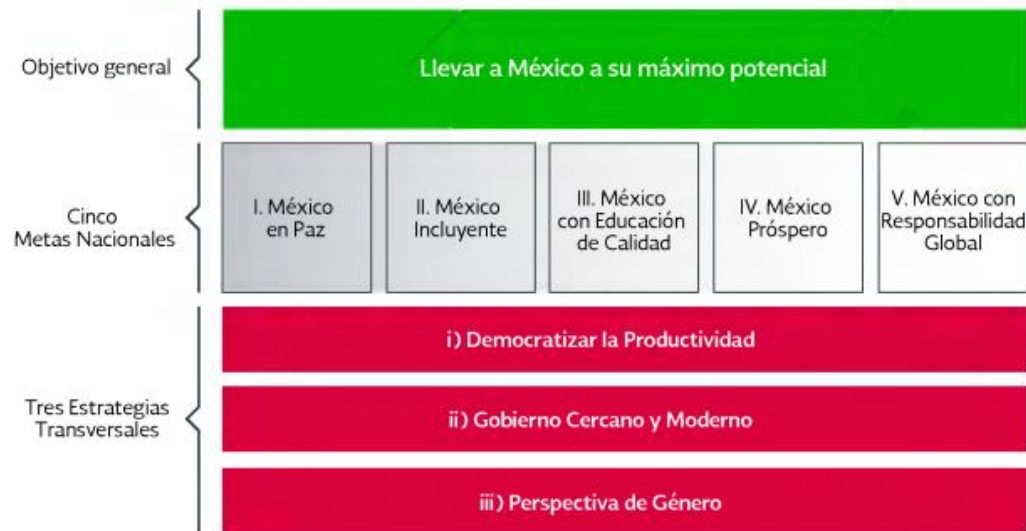 Objetivo general
Llevar a México a su máximo potencial
Cinco
Metas Nacionales
I. México
en Paz
II. México
Incluyente
III. México
con Educación
de Calidad
IV. México
Próspero
V. México con
Responsabilidad
Global
Tres Estrategias
Transversales
i) Democratizar la Productividad
ii) Gobierno Cercano y Moderno
iii) Perspectiva de Género